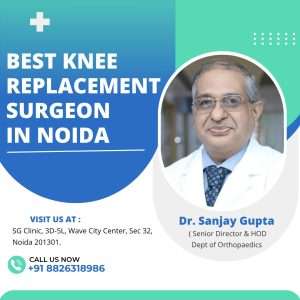 BEST KNEE
REPLACEMENT
SURGEON
IN NOIDA
VISIT US AT :
SG Clinic, 3D-5L, Wave City Center, Sec 32,
Noida 201301.
CALL US NOW
+91 8826318986
Dr. Sanjay Gupta
( Senior Director & HOD
Dept of Orthopaedics